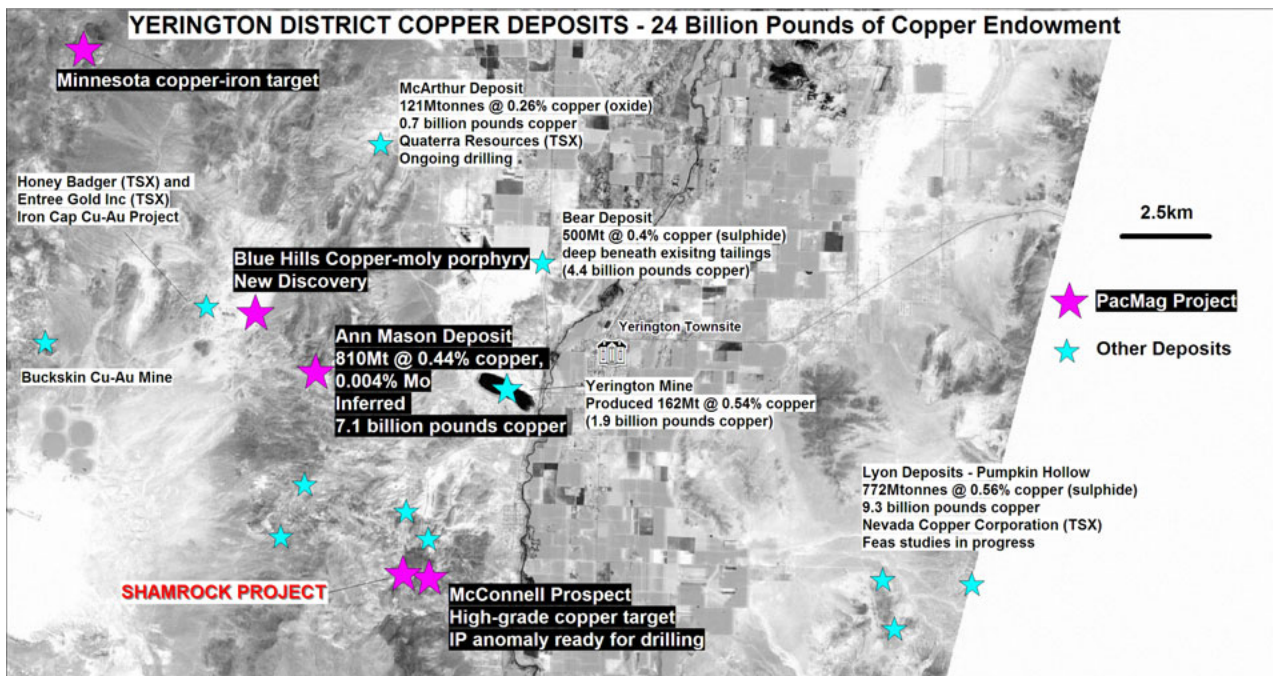 YERINGTON DISTRICT COPPER DEPOSITS - 24 Billion Pounds of Copper Endowment
Minnesota copper-iron target
McArthur Deposit
121Mtonnes @ 0.26% copper (oxide)
0.7 billion pounds copper
Quaterra Resources (TSX)
Ongoing drilling
Honey Badger (TSX) and
Entree Gold Inc (TSX)
Iron Cap Cu-Au Project
Bear Deposit
500Mt @ 0.4% copper (sulphide)
deep beneath exisitng tailings
(4.4 billion pounds copper)
2.5km
Blue Hills Copper-moly porphyry
New Discovery
PacMag Project
Other Deposits
Yerington Townsite
Ann Mason Deposit
810Mt @ 0.44% copper,
0.004% Mo
Inferred
7.1 billion pounds copper
Buckskin Cu-Au Mine
Yerington Mine
Produced 162Mt @ 0.54% copper
(1.9 billion pounds copper)
Lyon Deposits - Pumpkin Hollow
772Mtonnes @ 0.56% copper (sulphide)
9.3 billion pounds copper
Nevada Copper Corporation (TSX)
Feas studies in progress
SHAMROCK PROJECT
McConnell Prospect
High-grade copper target
IP anomaly ready for drilling